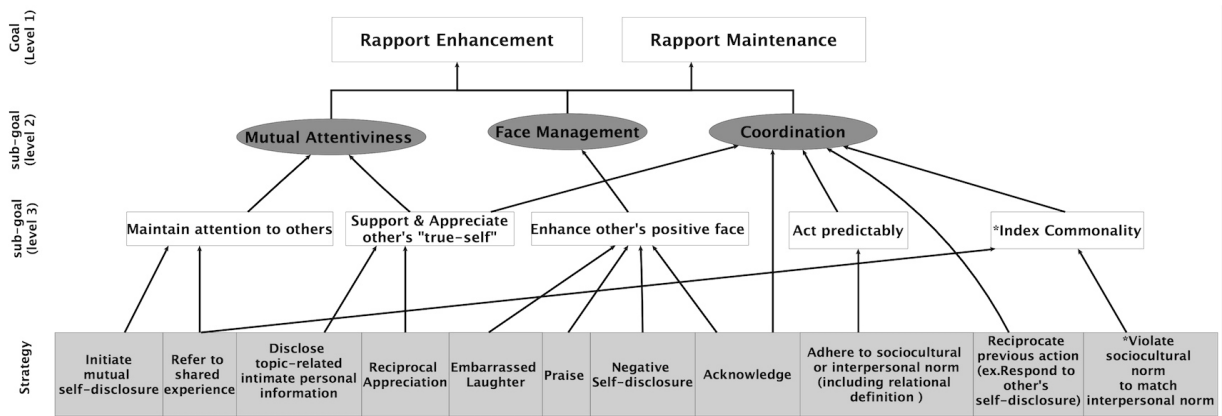 Goal
(Level 1)
Rapport Enhancement
Rapport Maintenance
sub-goal
(level 2)
Mutual Attentiviness
Face Management
Coordination
sub-goal
(level 3)
Maintain attention to others
Support & Appreciate
other's "true-self"
Enhance other's positive face
Act predictably
*Index Commonality
Strategy
Initiate
mutual
self-disclosure
Refer to
shared
experience
Disclose
topic-related
intimate personal
information
Reciprocal
Appreciation
Embarrassed
Laughter
Praise
Negative
Self-disclosure
Acknowledge
Adhere to sociocultural
or interpersonal norm
(including relational
definition )
Reciprocate
previous action
(ex.Respond to
other's
self-disclosure)
*Violate
sociocultural
norm
to match
interpersonal norm